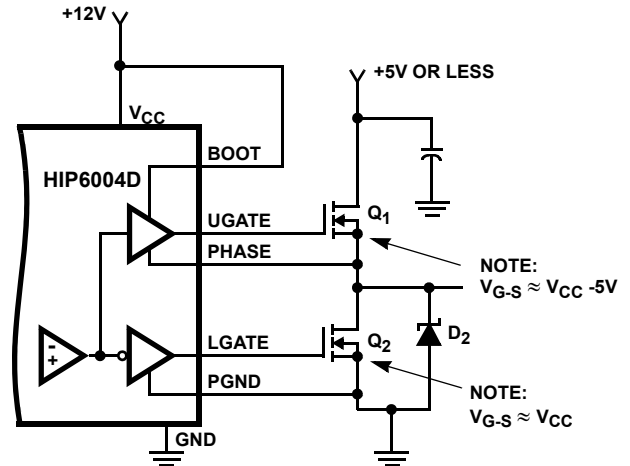 +12V
+5V OR LESS
VCC
BOOT
HIP6004D
UGATE
Q1
PHASE
NOTE:
VG-S ≈ VCC -5V
-
+
LGATE
Q2
D2
PGND
NOTE:
VG-S ≈ VCC
GND